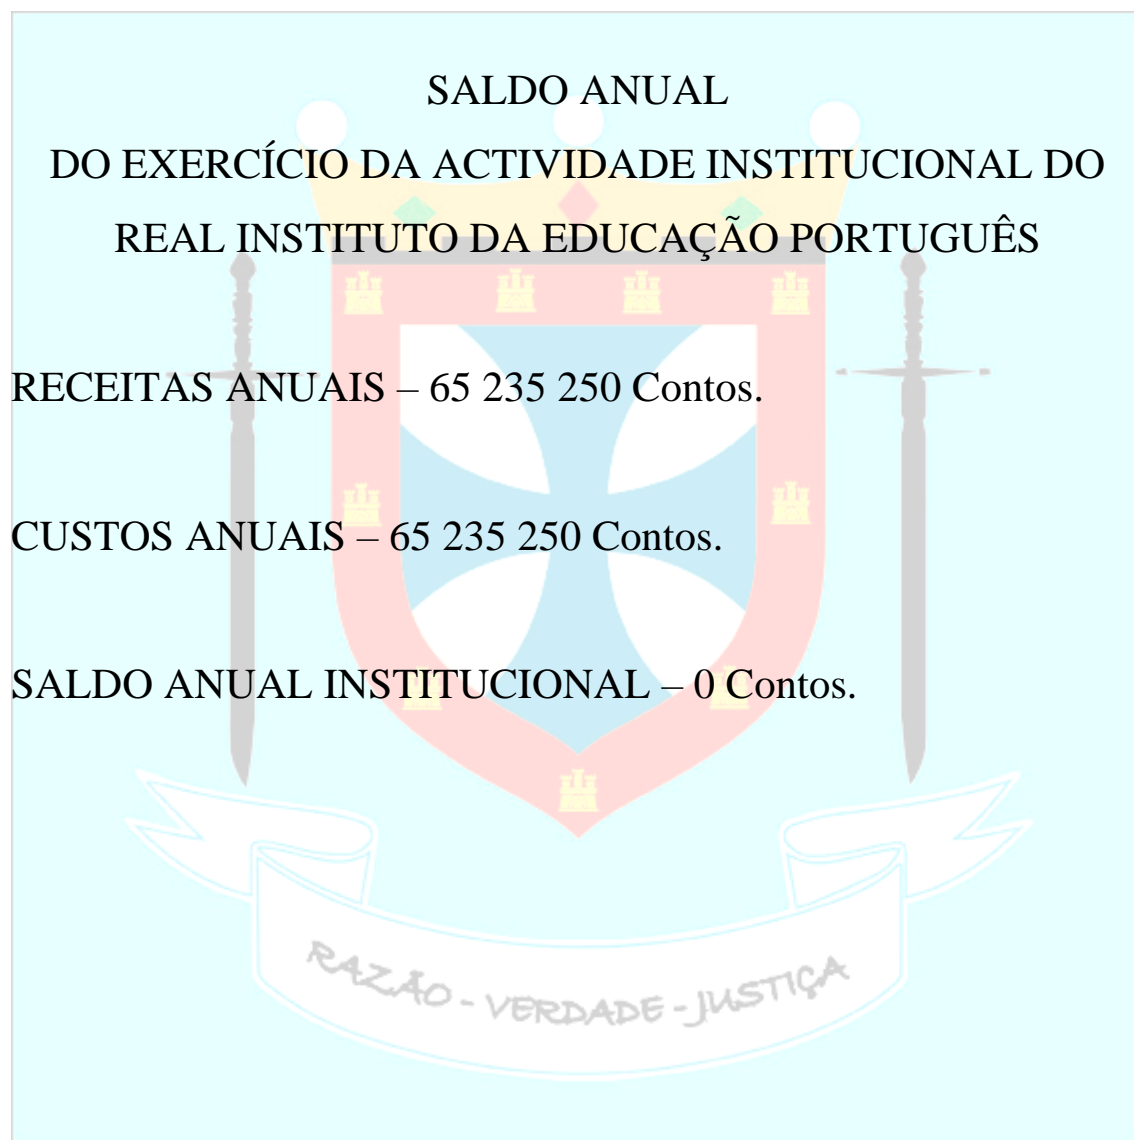 SALDO ANUAL
DO EXERCÍCIO DA ACTIVIDADE INSTITUCIONAL DO
REAL INSTITUTO DA EDUCAÇÃO PORTUGUÊS
RECEITAS ANUAIS – 65 235 250 Contos.
CUSTOS ANUAIS – 65 235 250 Contos.
SALDO ANUAL INSTITUCIONAL – 0 Contos.
RAZÃO - VERDADE - JUSTIÇA